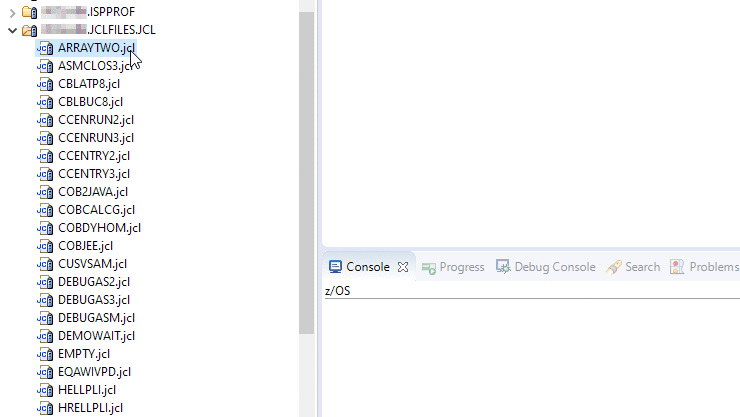 .ISPPROF
.JCLFILES.JCL
ARRAYTWO.jcl
ASMCLOS3.jcl
CBLATP8.jcl
CBLBUC8.jcl
CCENRUN2.jcl
CCENRUN3.jcl
CCENTRY2.jcl
CCENTRY3.jcl
COB2JAVA.jcl
COBCALCG.jcl
COBDYHOM.jcl
COBJEE.jcl
CUSVSAM.jcl
DEBUGAS2.jcl
DEBUGAS3.jcl
DEBUGASM.jcl
DEMOWAIT.jcl
EMPTY.jcl
EQAWIVPD.jcl
HELLPLI.jcl
HRELLPLI.jcl
Console Progress Debug Console Search Problems
z/OS